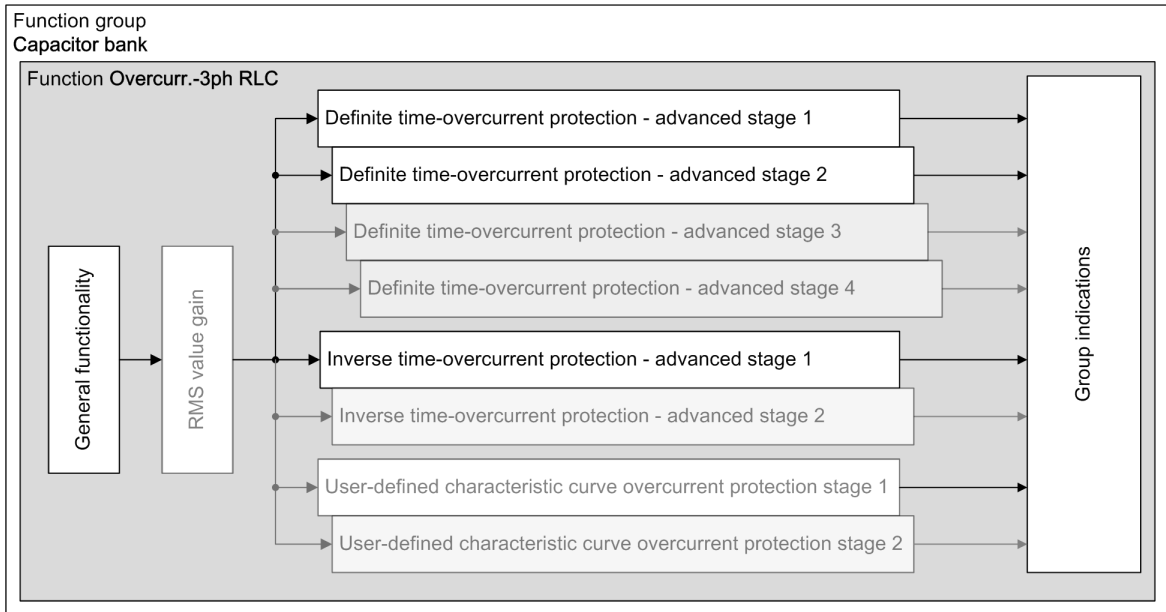 Function group
Capacitor bank
Function Overcurr.-3ph RLC
Definite time-overcurrent protection - advanced stage 1
Definite time-overcurrent protection - advanced stage 2
Definite time-overcurrent protection - advanced stage 3
Definite time-overcurrent protection - advanced stage 4
General functionality
RMS value gain
Inverse time-overcurrent protection - advanced stage 1
Inverse time-overcurrent protection - advanced stage 2
User-defined characteristic curve overcurrent protection stage 1
User-defined characteristic curve overcurrent protection stage 2
Group indications